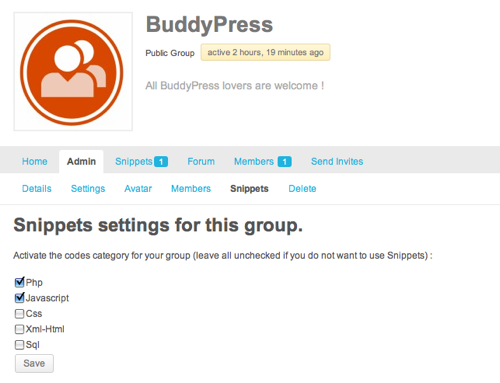 BuddyPress
Public Group active 2 hours, 19 minutes ago
All BuddyPress lovers are welcome !
Home Admin Snippets 1 Forum Members 1 Send Invites
Details Settings Avatar Members Snippets Delete
Snippets settings for this group.
Activate the codes category for your group (leave all unchecked if you do not want to use Snippets) :
Php
Javascript
Css
Xml-Html
Sql
Save